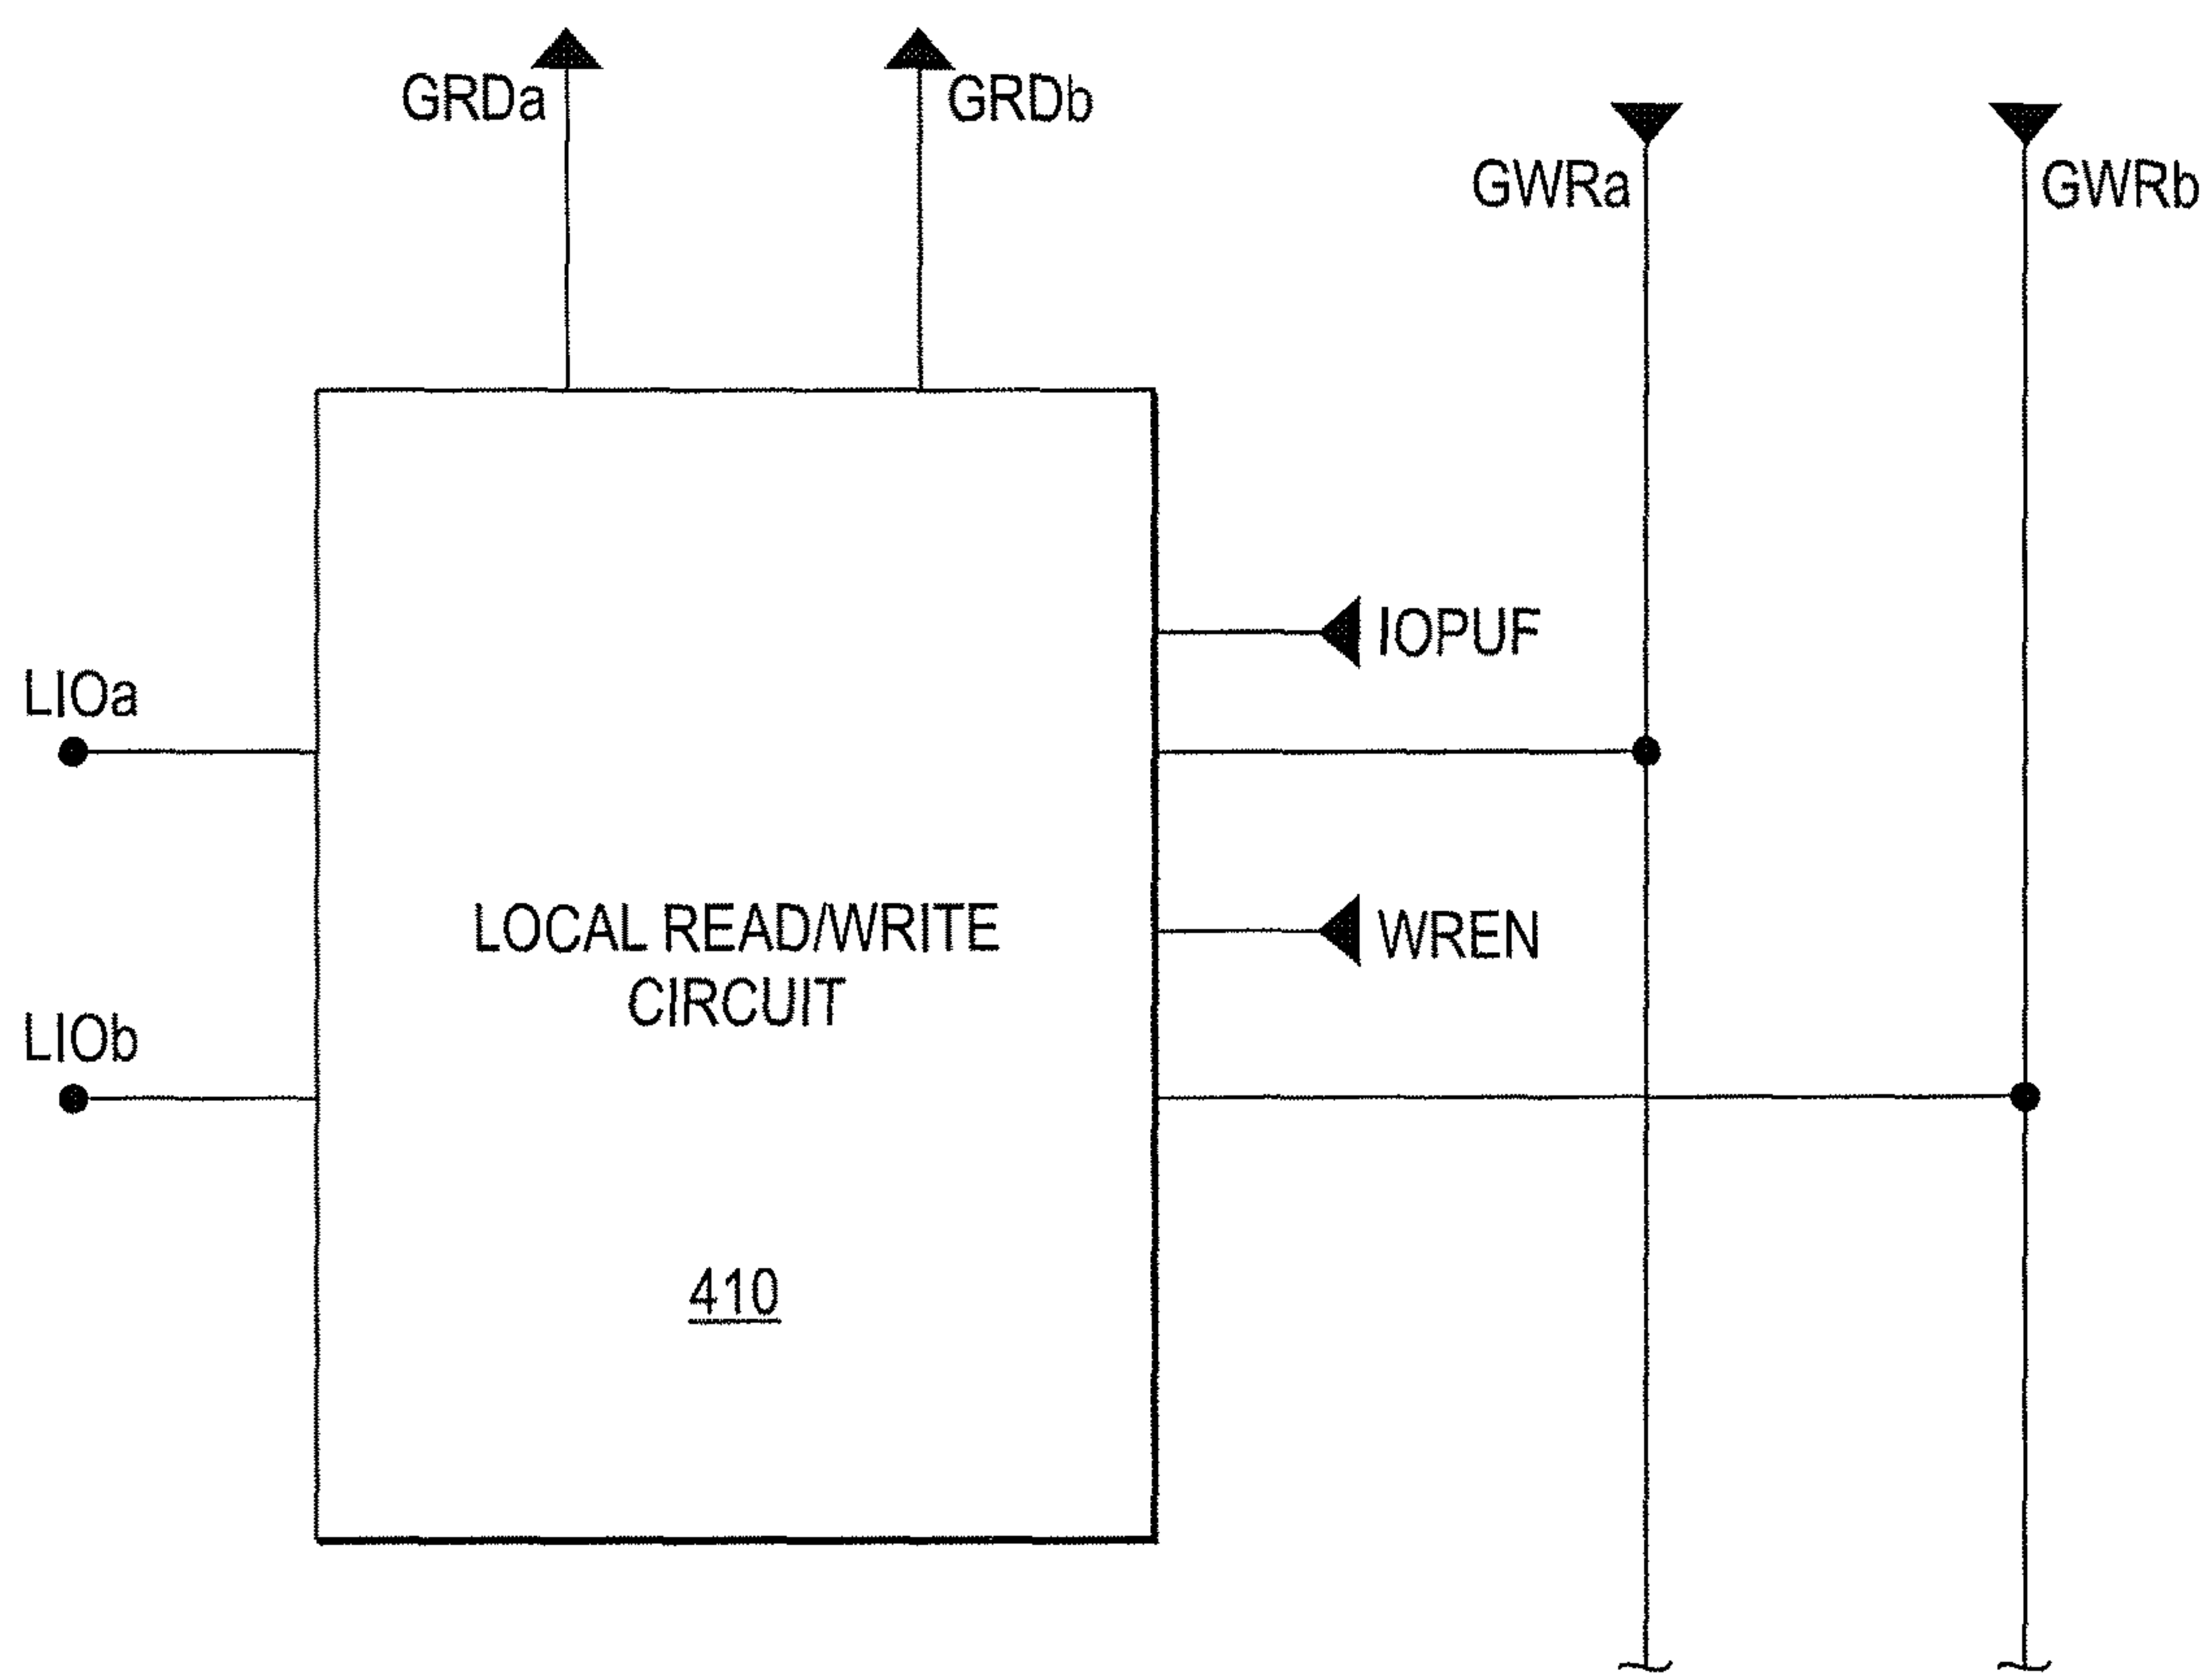 GRDa
GRDb
GWRa
GWRb
IOPUF
LIOa
LOCAL READ/WRITE
CIRCUIT
WREN
LIOb
410